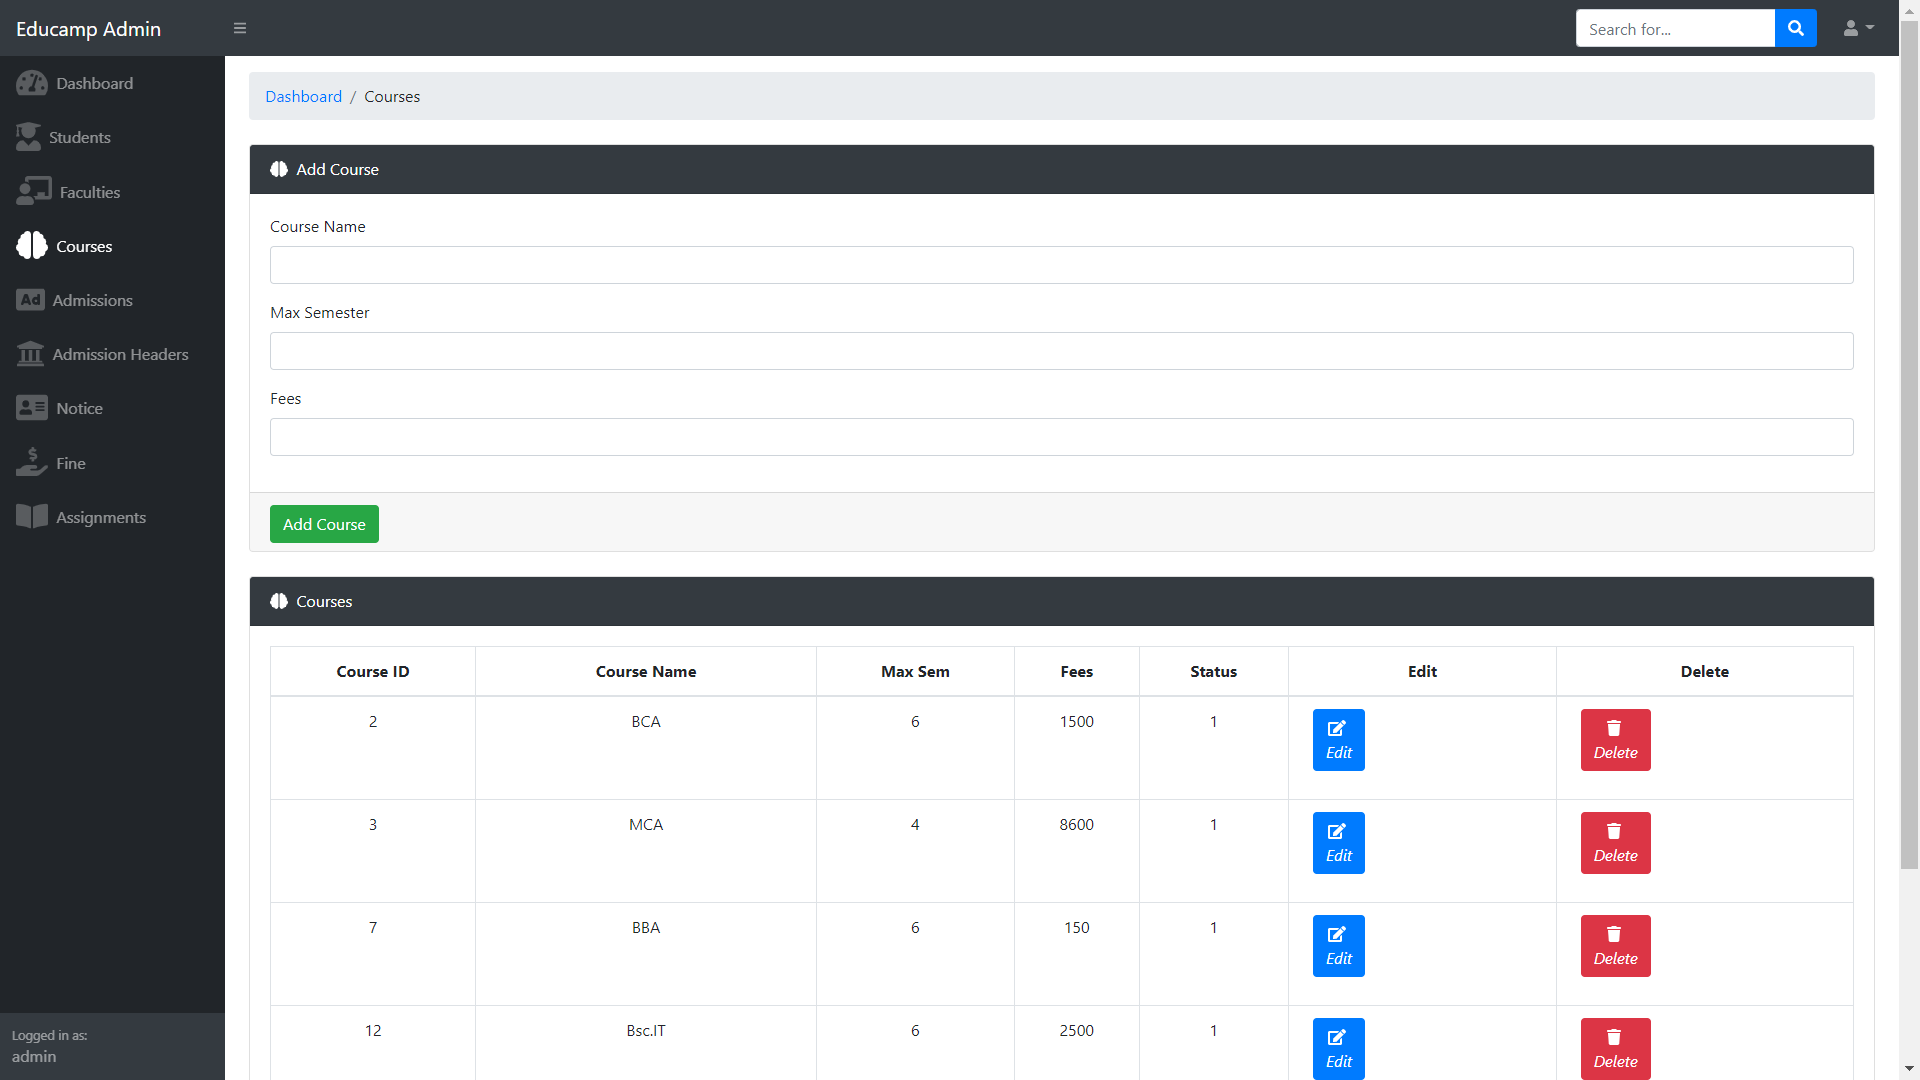 Educamp Admin
Search for...
Dashboard
Students
Faculties
Courses
Ad Admissions
Admission Headers
Notice
Fine
Assignments
Logged in as:
admin
Dashboard / Courses
Add Course
Course Name
Max Semester
Fees
Add Course
Courses
Course ID Course Name Max Sem Fees Status Edit Delete
2 BCA 6 1500 1 Edit Delete
3 MCA 4 8600 1 Edit Delete
7 BBA 6 150 1 Edit Delete
12 Bsc.IT 6 2500 1 Edit Delete